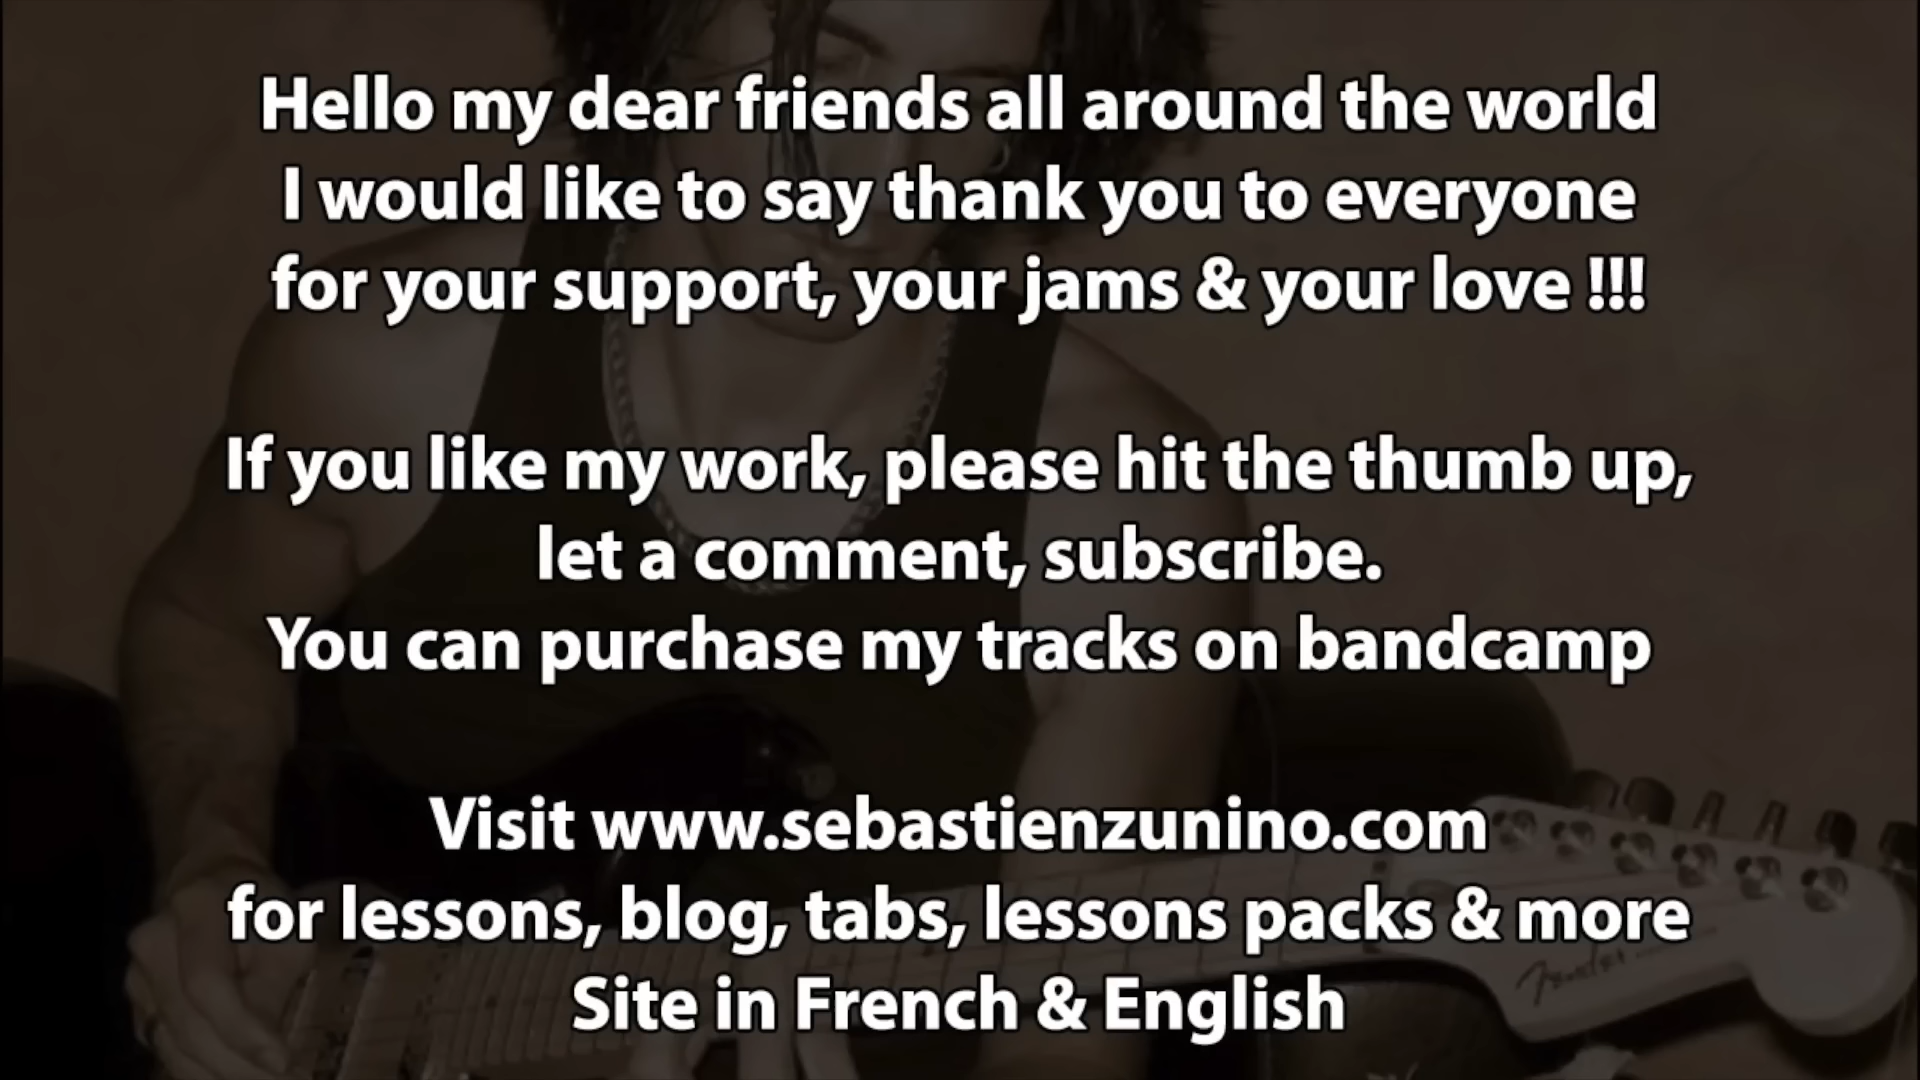 Hello my dear friends all around the world
I would like to say thank you to everyone
for your support, your jams & your love !!!
If you like my work, please hit the thumb up,
let a comment, subscribe.
You can purchase my tracks on bandcamp
Visit www.sebastienzunino.com
for lessons, blog, tabs, lessons packs & more
Site in French & English
Fender